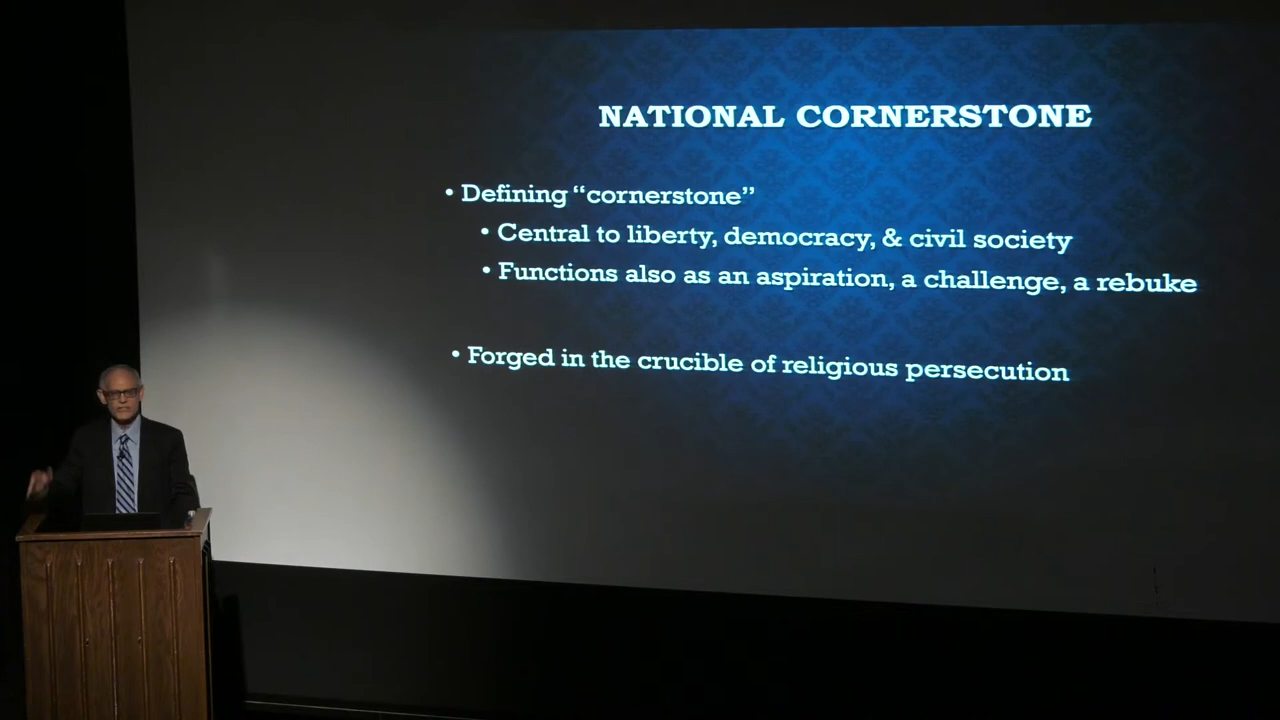 NATIONAL CORNERSTONE
• Defining “cornerstone”
• Central to liberty, democracy, & civil society
• Functions also as an aspiration, a challenge, a rebuke
• Forged in the crucible of religious persecution